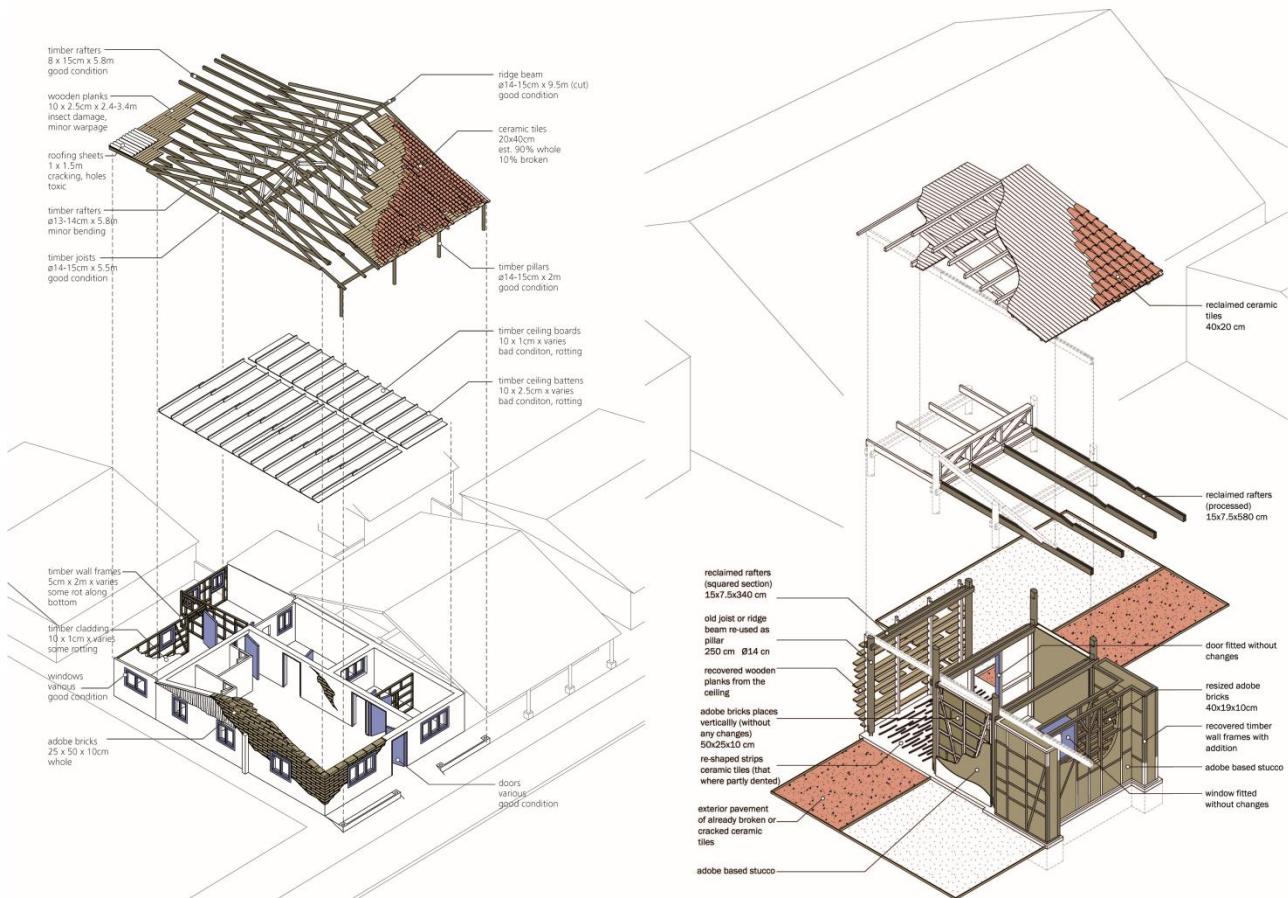 timber rafters
8 x 15cm x 5.8m
good condition
wooden planks
10 x 2.5cm x 2.4-3.4m
insect damage,
minor warpage
roofing sheets
1 x 1.5m
cracking, holes
toxic
timber rafters
ø13-14cm x 5.8m
minor bending
timber joists
ø14-15cm x 5.5m
good condition
ridge beam
ø14-15cm x 9.5m (cut)
good condition
ceramic tiles
20x40cm
est. 90% whole
10% broken
timber pillars
ø14-15cm x 2m
good condition
timber ceiling boards
10 x 1cm x varies
bad conditon, rotting
timber ceiling battens
10 x 2.5cm x varies
bad conditon, rotting
timber wall frames
5cm x 2m x varies
some rot along
bottom
timber cladding
10 x 1cm x varies
some rotting
windows
various
good condition
adobe bricks
25 x 50 x 10cm
whole
doors
various
good condition
reclaimed ceramic
tiles
40x20 cm
reclaimed rafters
(processed)
15x7.5x580 cm
reclaimed rafters
(squared section)
15x7.5x340 cm
old joist or ridge
beam re-used as
pillar
250 cm Ø14 cn
recovered wooden
planks from the
ceiling
adobe bricks places
vertically (without
any changes)
50x25x10 cm
re-shaped strips
ceramic tiles (that
where partly dented)
exterior pavement
of already broken or
cracked ceramic
tiles
adobe based stucco
door fitted without
changes
resized adobe
bricks
40x19x10cm
recovered timber
wall frames with
addition
adobe based stucco
window fitted
without changes